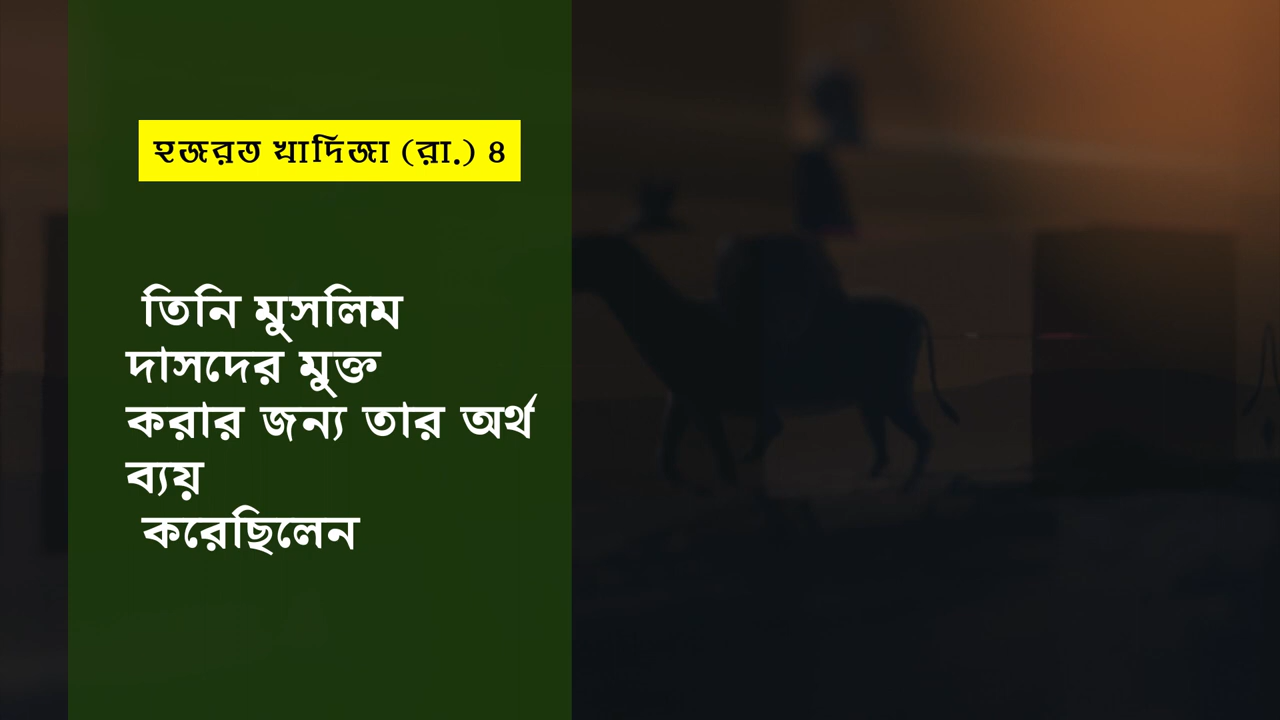 হজরত খাদিজা (রা.) ৪
তিনি মুসলিম
দাসদের মুক্ত
করার জন্য তার অর্থ
ব্যয়
করেছিলেন